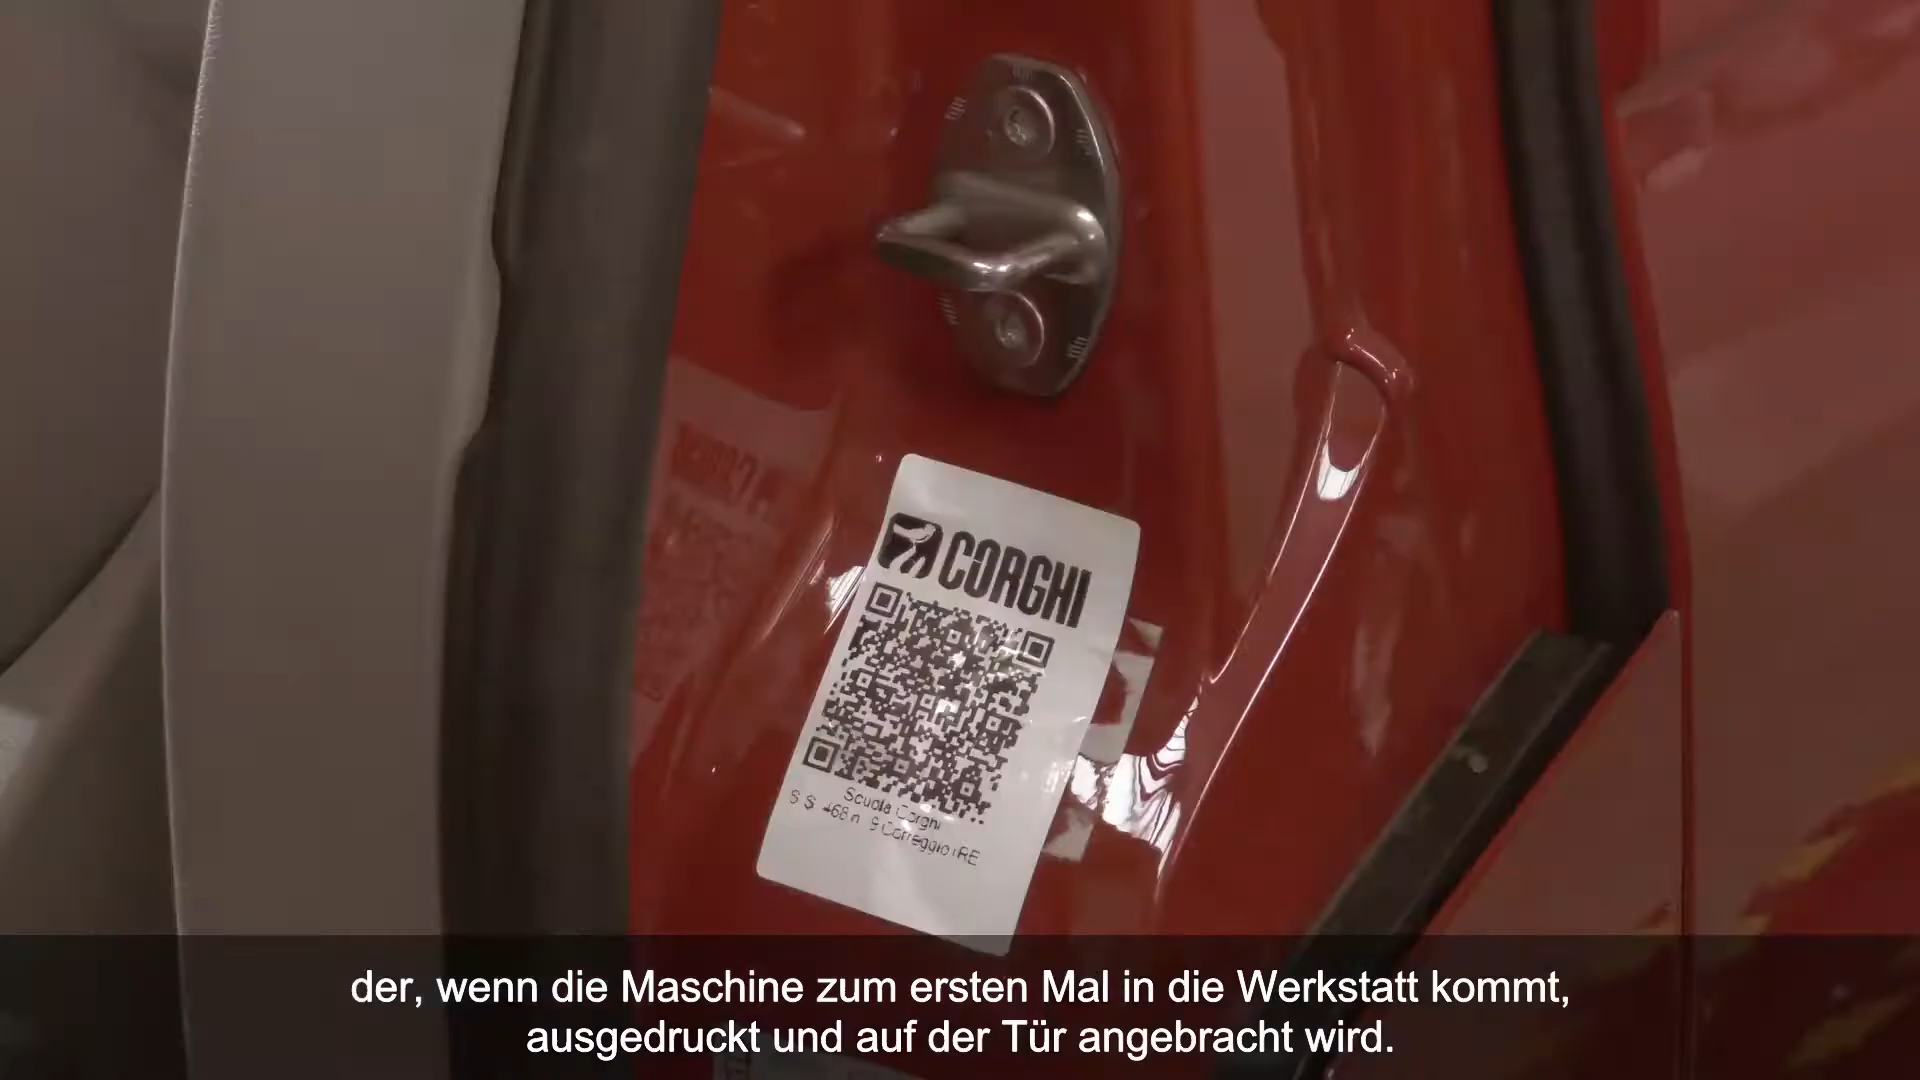 CORGHI
Scuola Corghi
S S 468 n 9 Correggio RE
der, wenn die Maschine zum ersten Mal in die Werkstatt kommt,
ausgedruckt und auf der Tür angebracht wird.